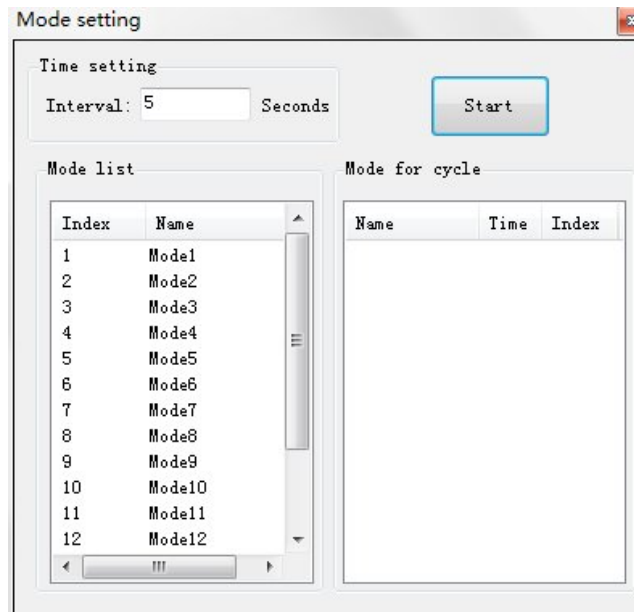 Mode setting
Time setting
Interval: 5 Seconds
Start
Mode list
Index Name
1 Mode1
2 Mode2
3 Mode3
4 Mode4
5 Mode5
6 Mode6
7 Mode7
8 Mode8
9 Mode9
10 Mode10
11 Mode11
12 Mode12
Mode for cycle
Name Time Index